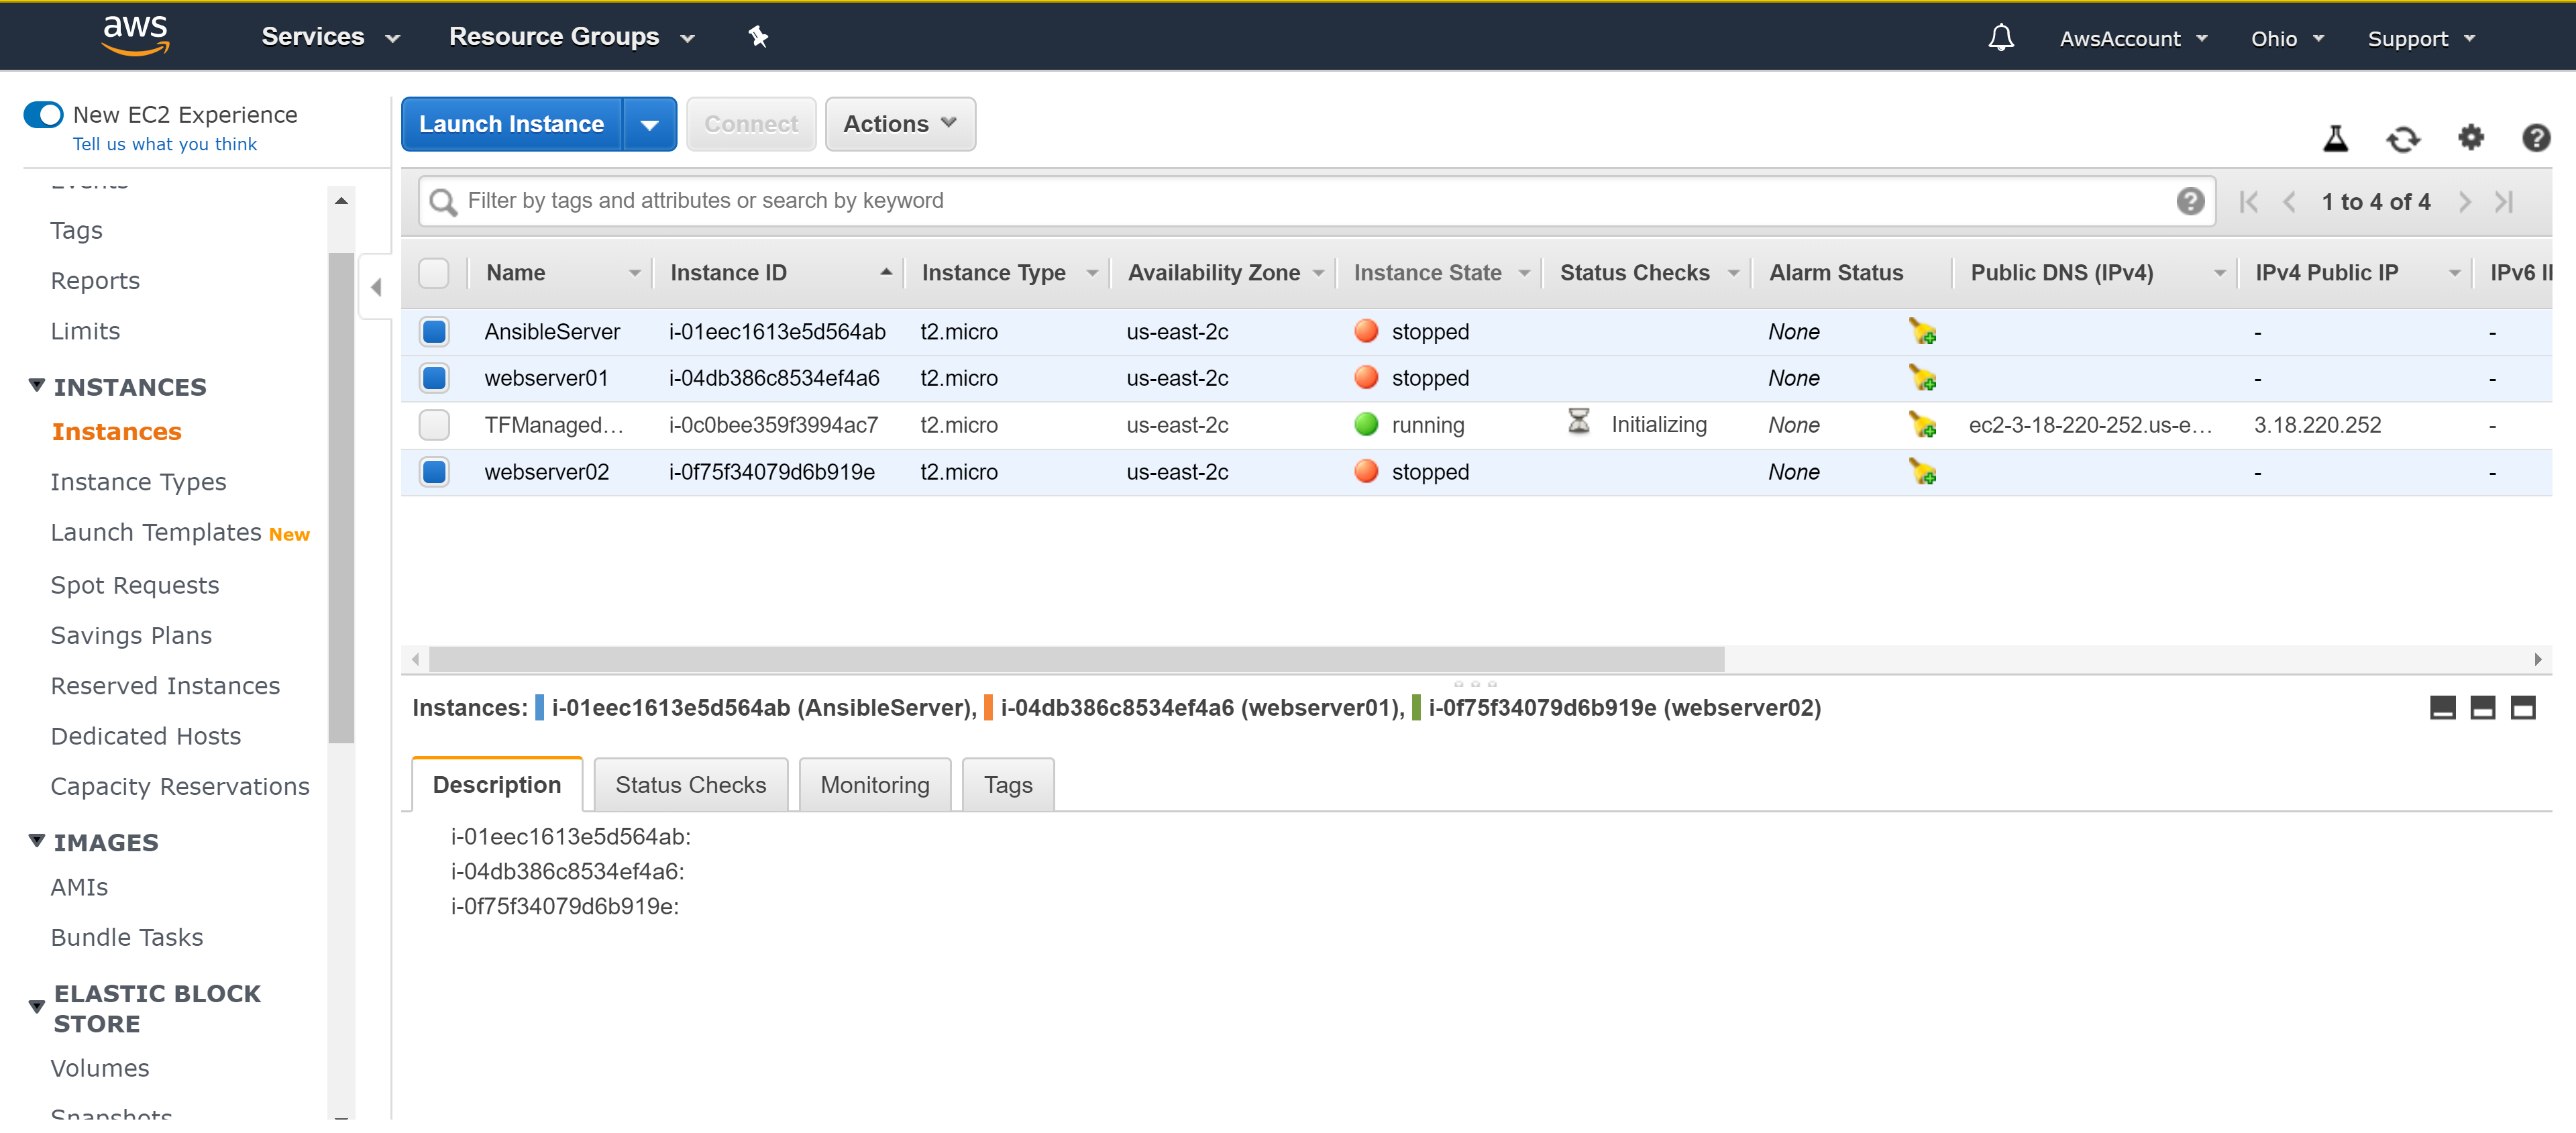 aws Services Resource Groups AwsAccount Ohio Support
New EC2 Experience
Tell us what you think
Events
Tags
Reports
Limits
INSTANCES
Instances
Instance Types
Launch Templates New
Spot Requests
Savings Plans
Reserved Instances
Dedicated Hosts
Capacity Reservations
IMAGES
AMIs
Bundle Tasks
ELASTIC BLOCK
STORE
Volumes
Snapshots
Launch Instance Connect Actions
Filter by tags and attributes or search by keyword 1 to 4 of 4
Name Instance ID Instance Type Availability Zone Instance State Status Checks Alarm Status Public DNS (IPv4) IPv4 Public IP IPv6
AnsibleServer i-01eec1613e5d564ab t2.micro us-east-2c stopped None - -
webserver01 i-04db386c8534ef4a6 t2.micro us-east-2c stopped None - -
TFManaged... i-0c0bee359f3994ac7 t2.micro us-east-2c running Initializing None ec2-3-18-220-252.us-e... 3.18.220.252 -
webserver02 i-0f75f34079d6b919e t2.micro us-east-2c stopped None - -
Instances: i-01eec1613e5d564ab (AnsibleServer), i-04db386c8534ef4a6 (webserver01), i-0f75f34079d6b919e (webserver02)
Description Status Checks Monitoring Tags
i-01eec1613e5d564ab:
i-04db386c8534ef4a6:
i-0f75f34079d6b919e: